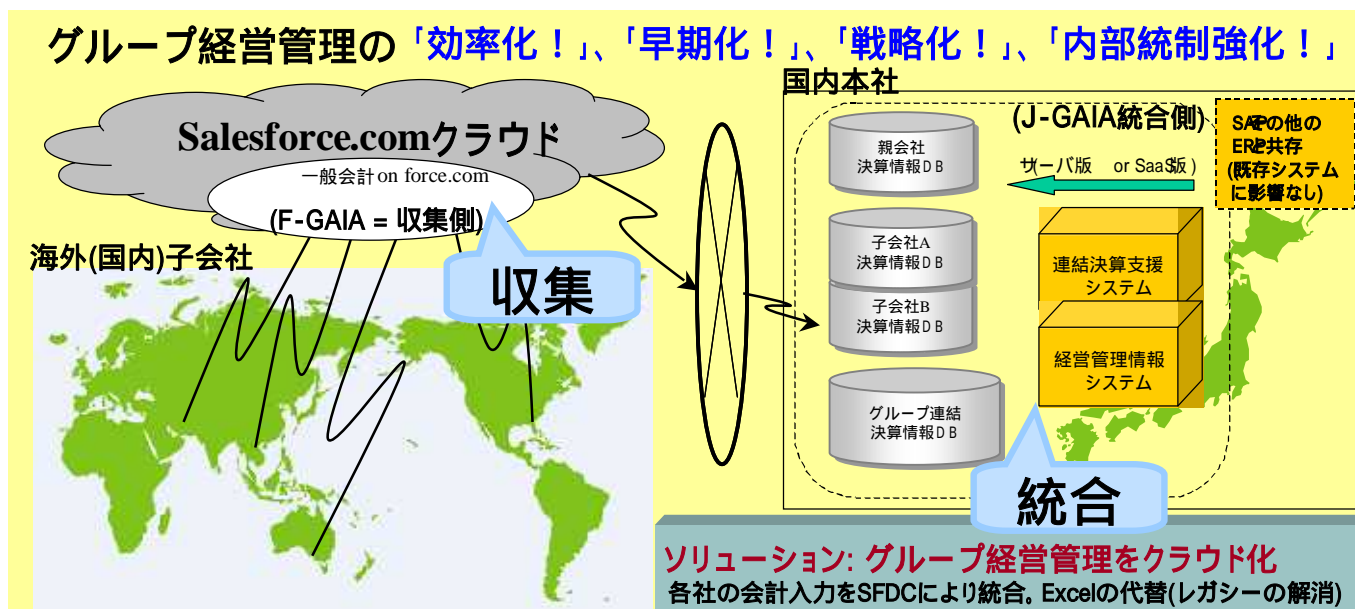 グループ経営管理の「効率化！」、「早期化！」、「戦略化！」、「内部統制強化！」
国内本社
Salesforce.comクラウド
一般会計on force.com
(F-GAIA = 収集側)
海外(国内)子会社
収集
(J-GAIA統合側)
親会社
決算情報ＤＢ
サーバ版 or SaaS版）
子会社A
決算情報ＤＢ
子会社B
決算情報ＤＢ
グループ連結
決算情報ＤＢ
連結決算支援
システム
経営管理情報
システム
その他の
ERP
と共存
(既存システム
に影響なし)
統合
ソリューション: グループ経営管理をクラウド化
各社の会計入力をSFDCにより統合。Excelの代替(レガシーの解消)